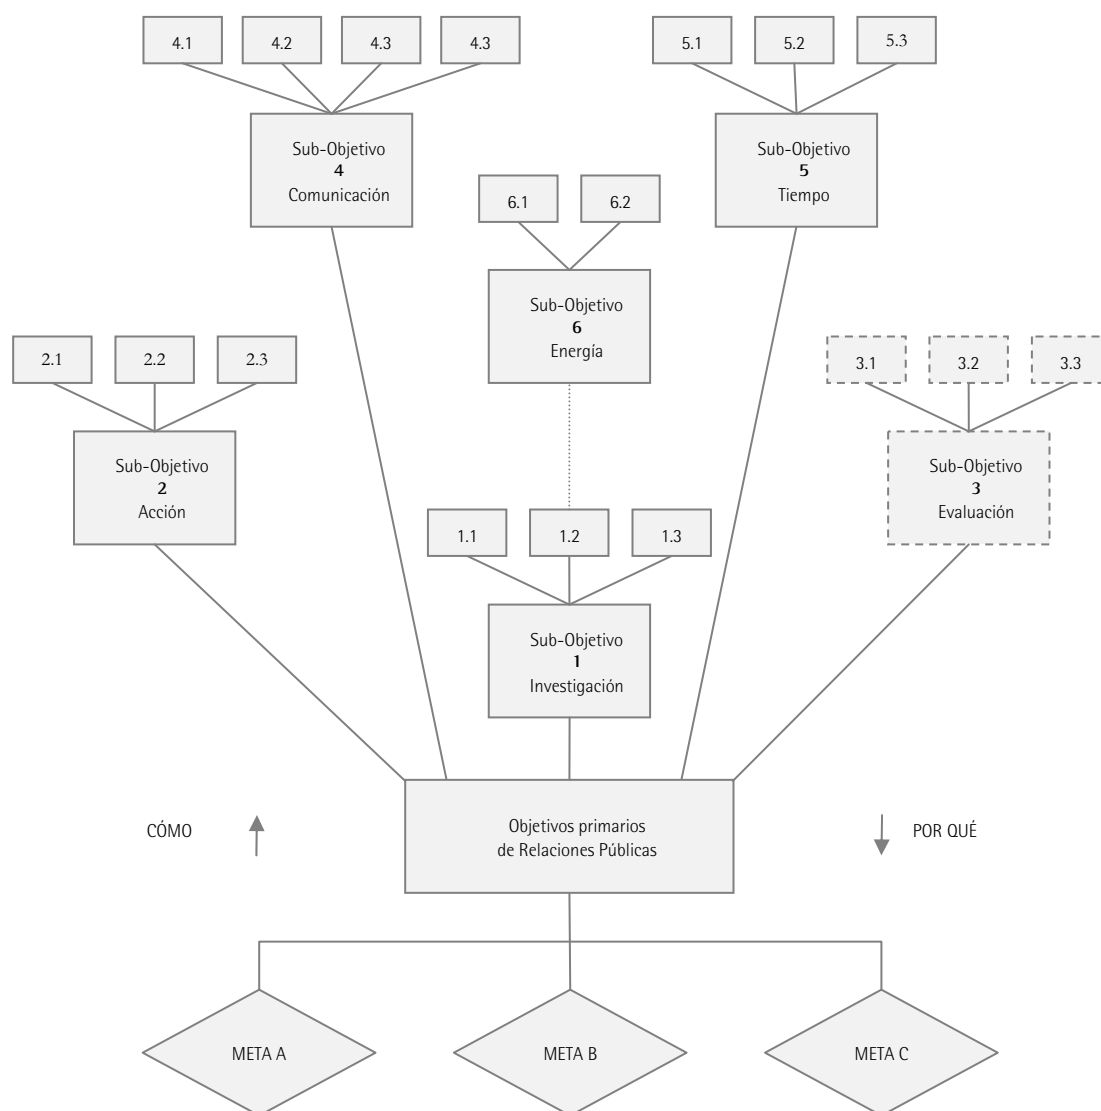 4.1
4.2
4.3
4.3
5.1
5.2
5.3
Sub-Objetivo
4
Comunicación
Sub-Objetivo
5
Tiempo
6.1
6.2
Sub-Objetivo
6
Energía
2.1
2.2
2.3
3.1
3.2
3.3
Sub-Objetivo
2
Acción
Sub-Objetivo
3
Evaluación
1.1
1.2
1.3
Sub-Objetivo
1
Investigación
CÓMO
Objetivos primarios
de Relaciones Públicas
POR QUÉ
META A
META B
META C